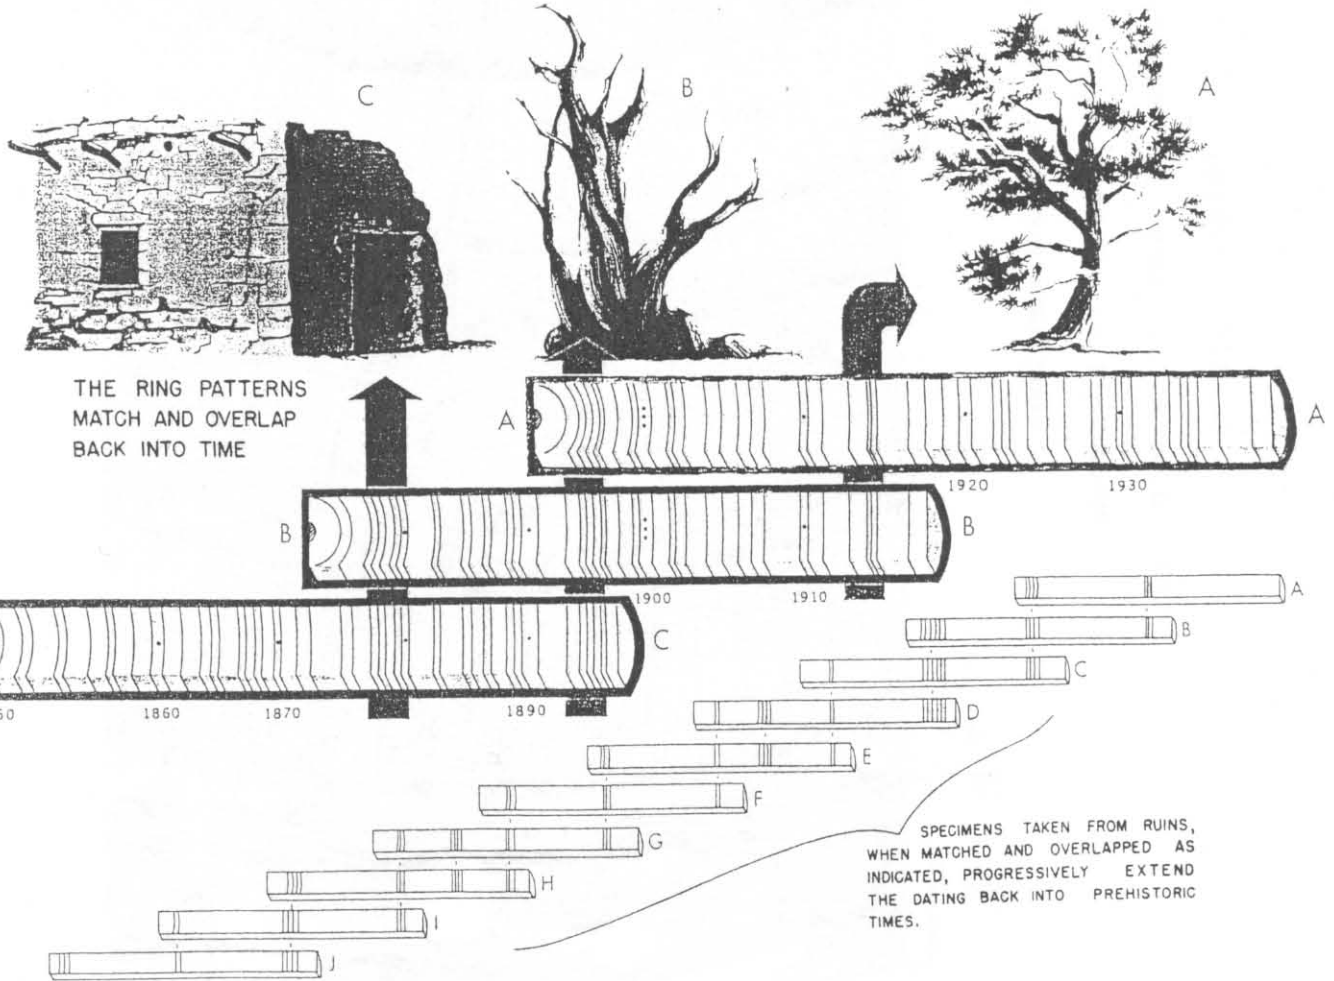 C
B
A
THE RING PATTERNS
MATCH AND OVERLAP
BACK INTO TIME
A
A
1920
1930
B
B
1900
1910
C
1860
1870
1890
A
B
C
D
E
F
G
H
I
J
SPECIMENS TAKEN FROM RUINS,
WHEN MATCHED AND OVERLAPPED AS
INDICATED, PROGRESSIVELY EXTEND
THE DATING BACK INTO PREHISTORIC
TIMES.